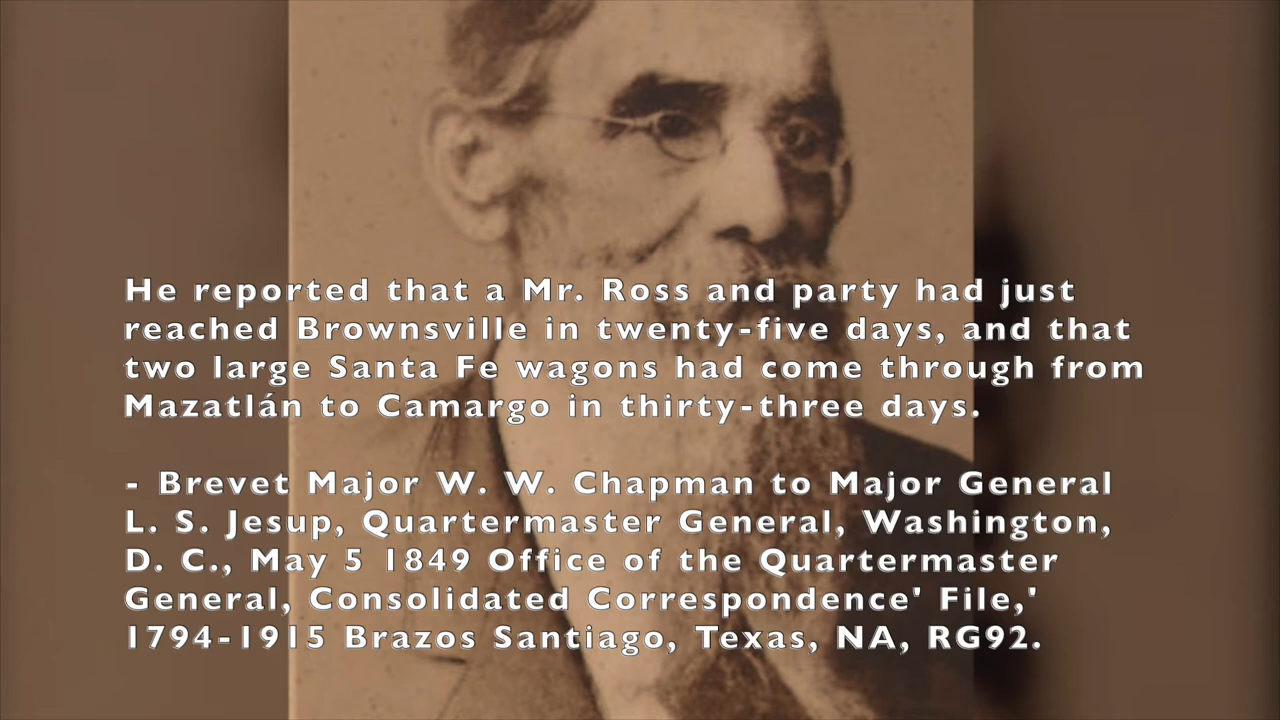 He reported that a Mr. Ross and party had just
reached Brownsville in twenty-five days, and that
two large Santa Fe wagons had come through from
Mazatlán to Camargo in thirty-three days.
- Brevet Major W. W. Chapman to Major General
L. S. Jesup, Quartermaster General, Washington,
D. C., May 5 1849 Office of the Quartermaster
General, Consolidated Correspondence' File,'
1794-1915 Brazos Santiago, Texas, NA, RG92.